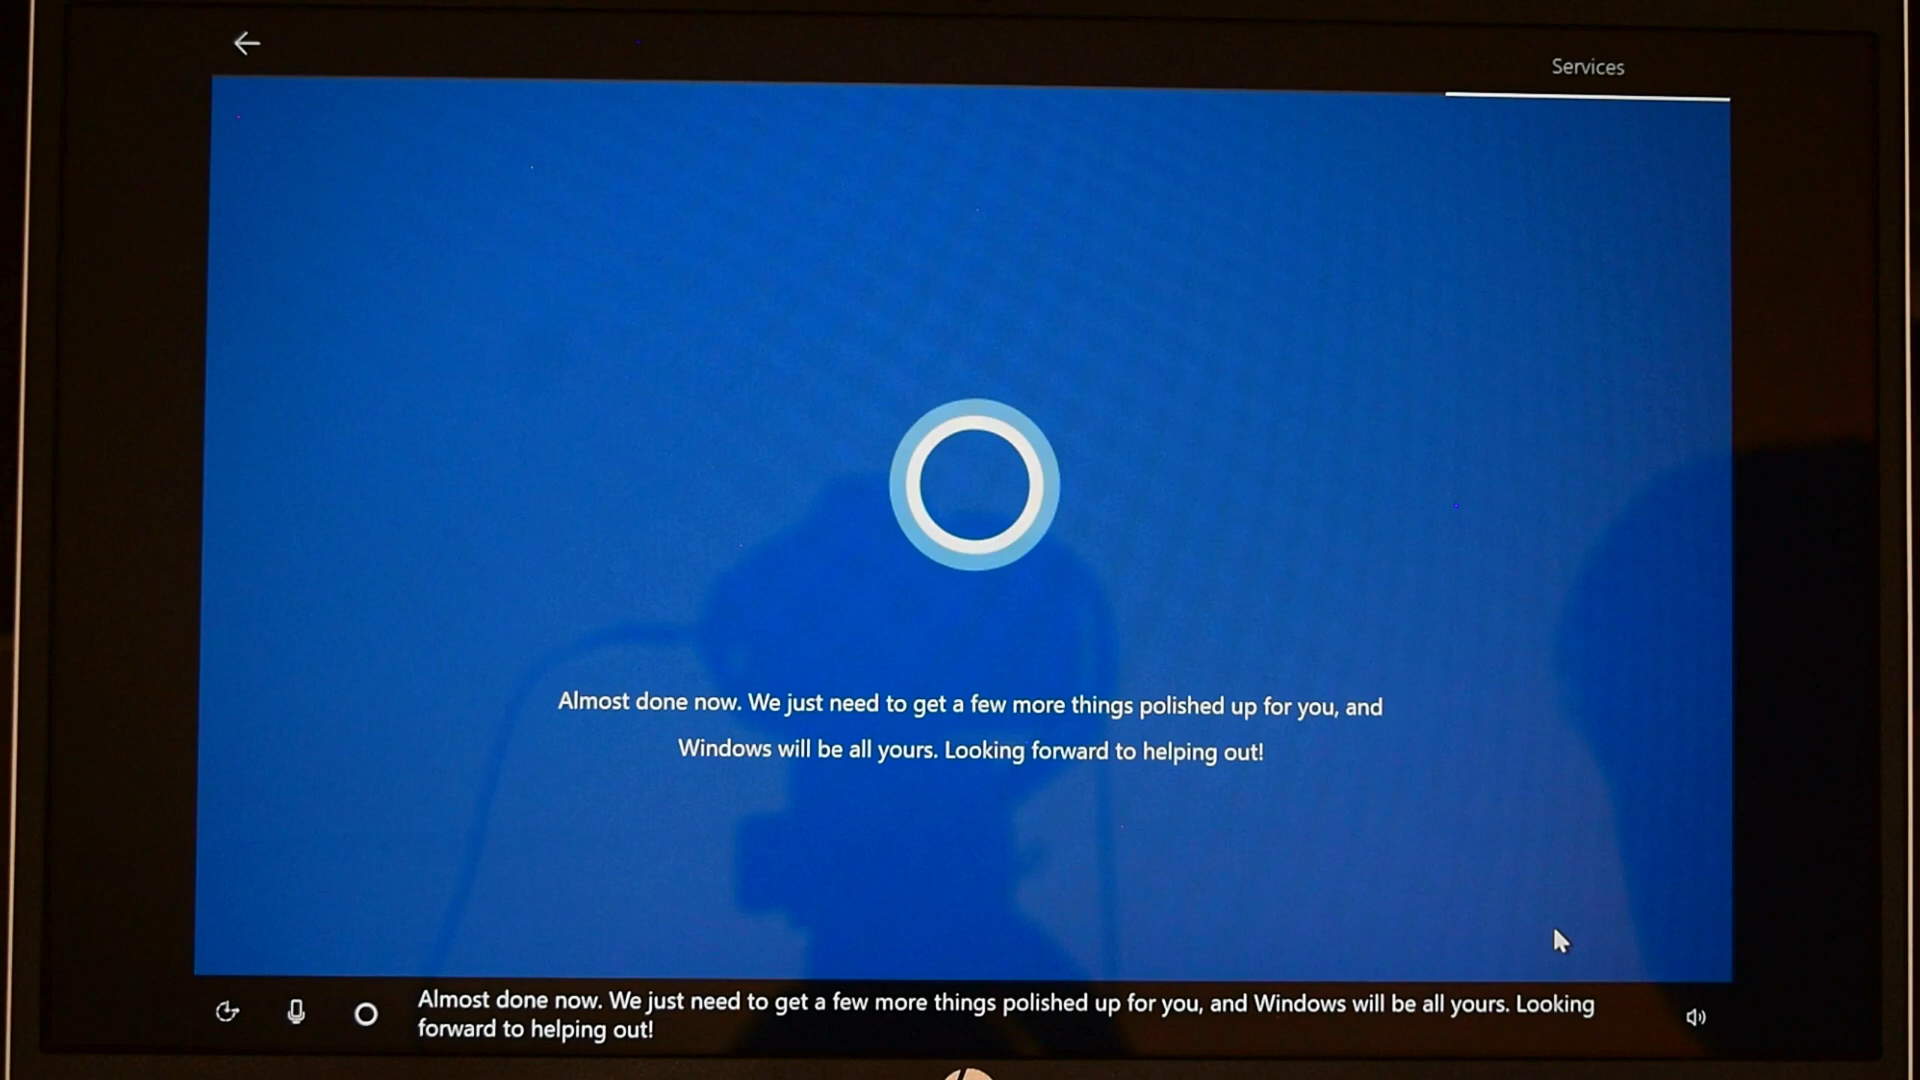 Services
Almost done now. We just need to get a few more things polished up for you, and
Windows will be all yours. Looking forward to helping out!
Almost done now. We just need to get a few more things polished up for you, and Windows will be all yours. Looking
forward to helping out!